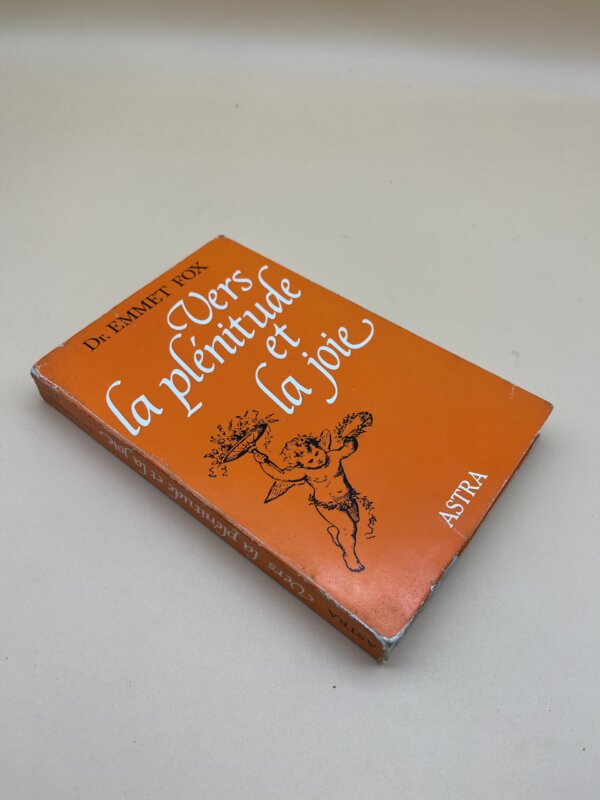 Dr. EMMET FOX
Vers
la plénitude
et
la joie
ASTRA
Vers la plénitude et la joie
ASTRA